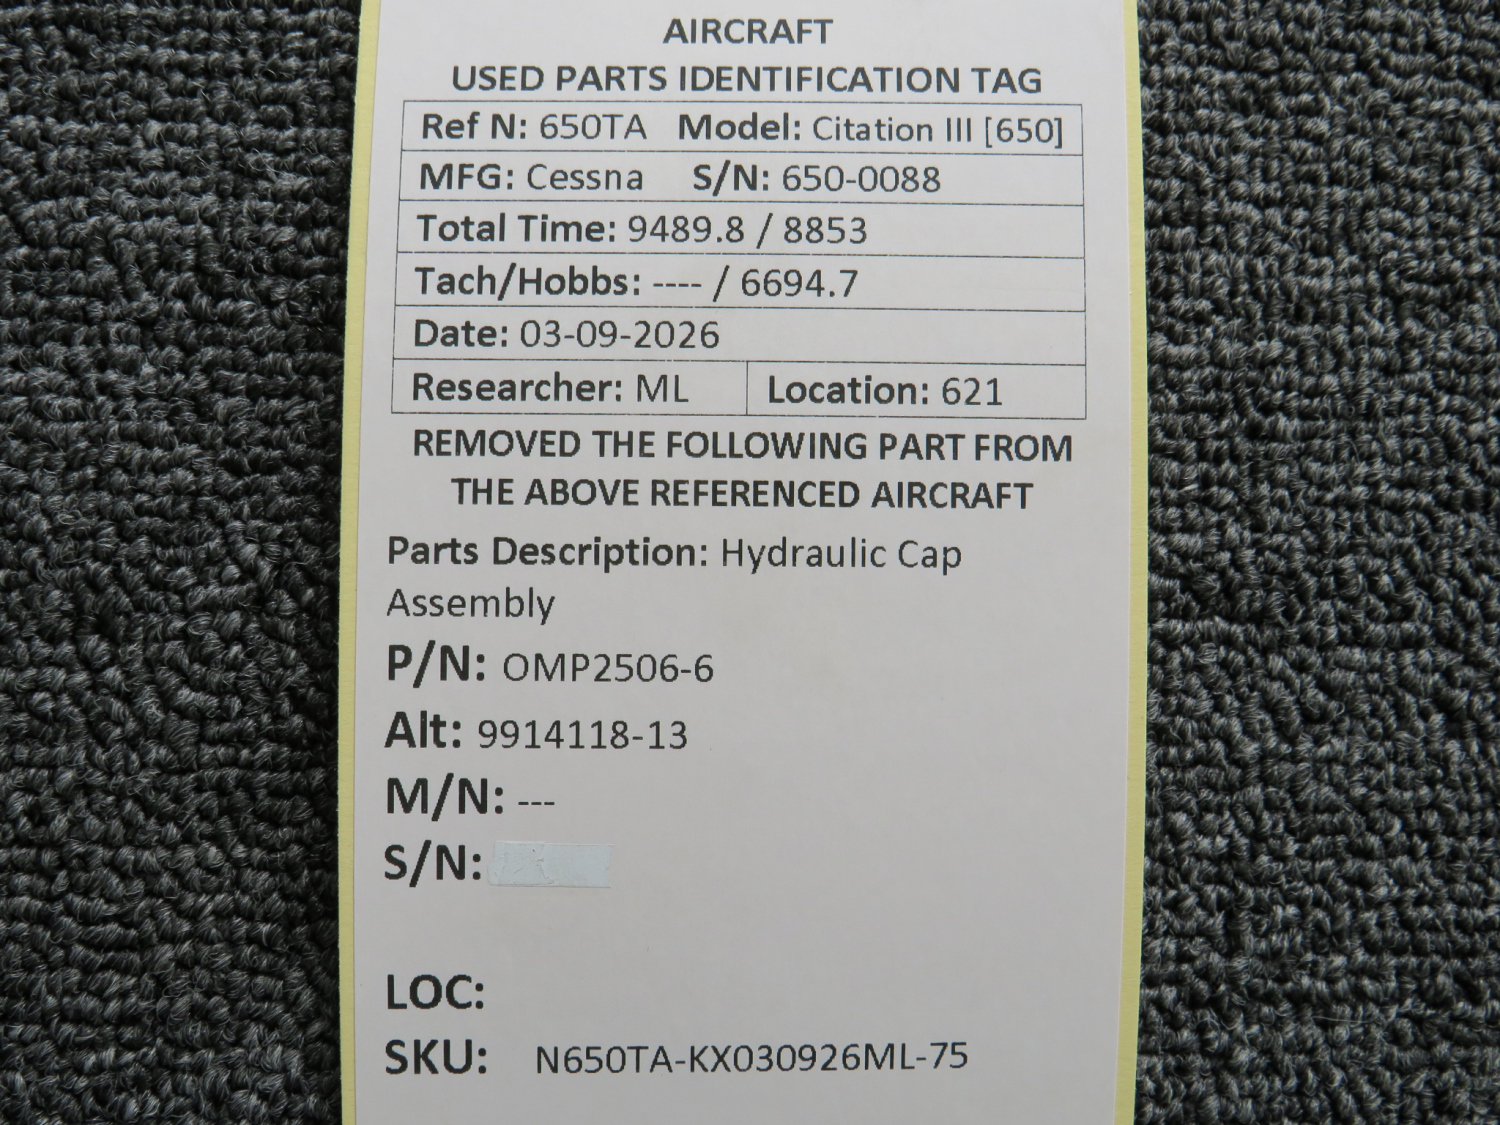 AIRCRAFT
USED PARTS IDENTIFICATION TAG
Ref N: 650TA Model: Citation III [650]
MFG: Cessna S/N: 650-0088
Total Time: 9489.8 / 8853
Tach/Hobbs: ---- / 6694.7
Date: 03-09-2026
Researcher: ML Location: 621
REMOVED THE FOLLOWING PART FROM
THE ABOVE REFERENCED AIRCRAFT
Parts Description: Hydraulic Cap
Assembly
P/N: OMP2506-6
Alt: 9914118-13
M/N: ---
S/N:
LOC:
SKU: N650TA-KX030926ML-75